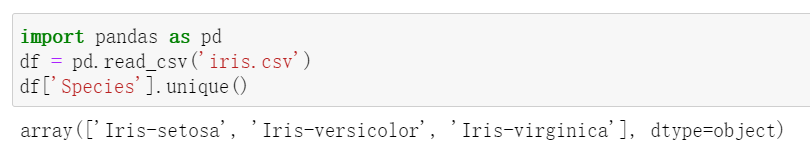 import pandas as pd
df = pd.read_csv('iris.csv')
df['Species'].unique()
array(['Iris-setosa', 'Iris-versicolor', 'Iris-virginica'], dtype=object)